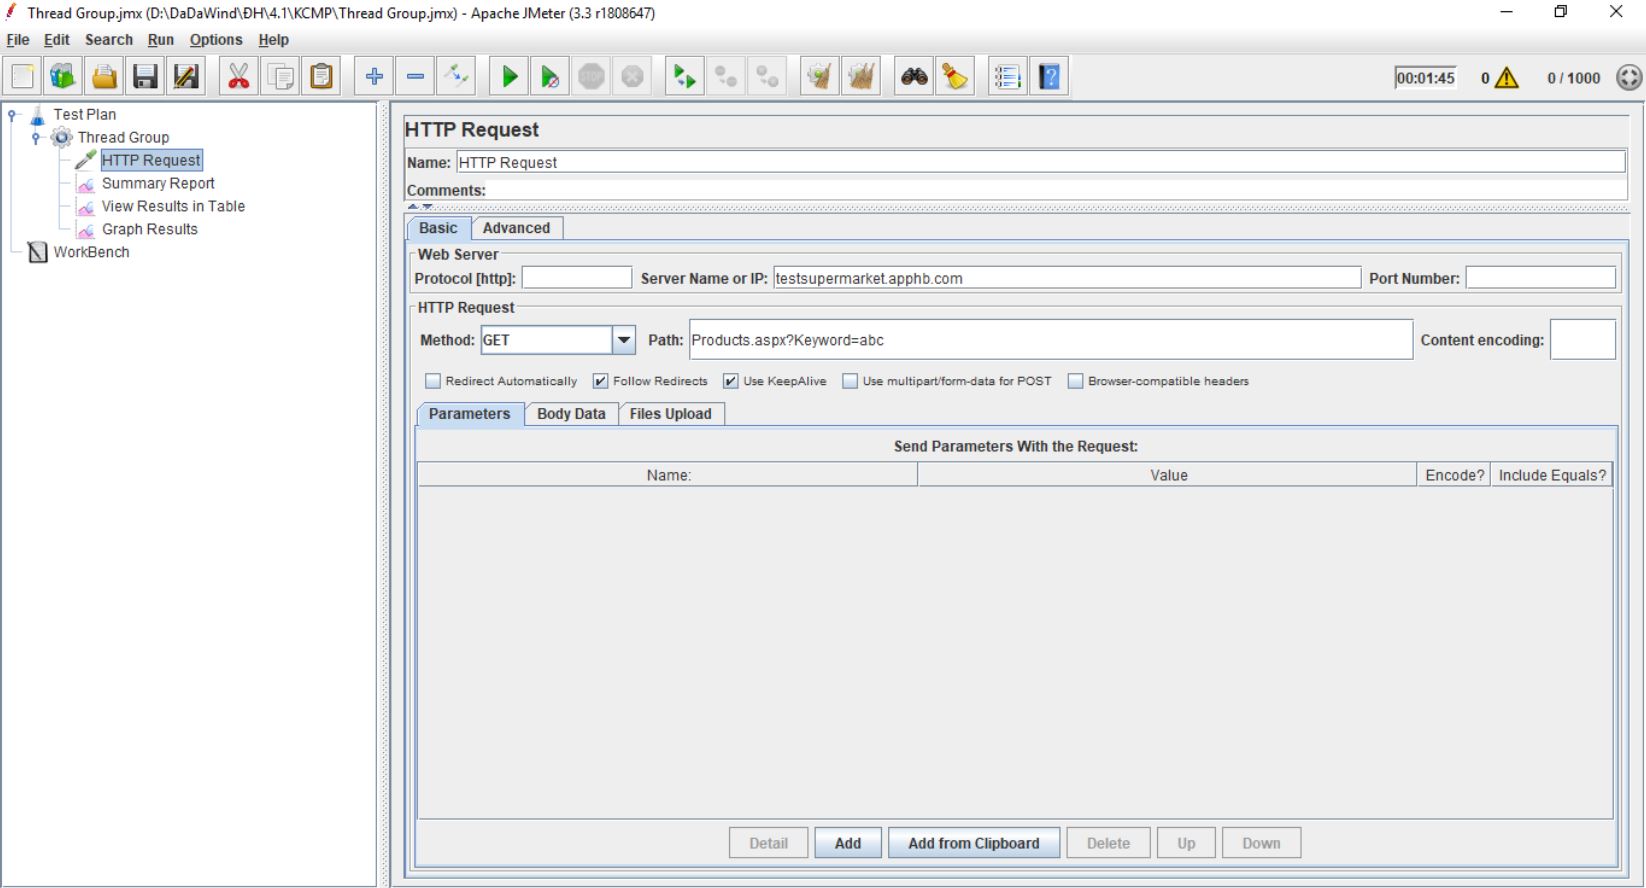 Thread Group.jmx (D:\DaDaWind\ĐH\4.1\KCMP\Thread Group.jmx) - Apache JMeter (3.3 r1808647)
File Edit Search Run Options Help
STOP
00:01:45 0 0 / 1000
Test Plan
Thread Group
HTTP Request
Summary Report
View Results in Table
Graph Results
WorkBench
HTTP Request
Name: HTTP Request
Comments:
Basic Advanced
Web Server
Protocol [http]: Server Name or IP: testsupermarket.apphb.com Port Number:
HTTP Request
Method: GET Path: Products.aspx?Keyword=abc Content encoding:
Redirect Automatically Follow Redirects Use KeepAlive Use multipart/form-data for POST Browser-compatible headers
Parameters Body Data Files Upload
Send Parameters With the Request:
Name: Value Encode? Include Equals?
Detail Add Add from Clipboard Delete Up Down